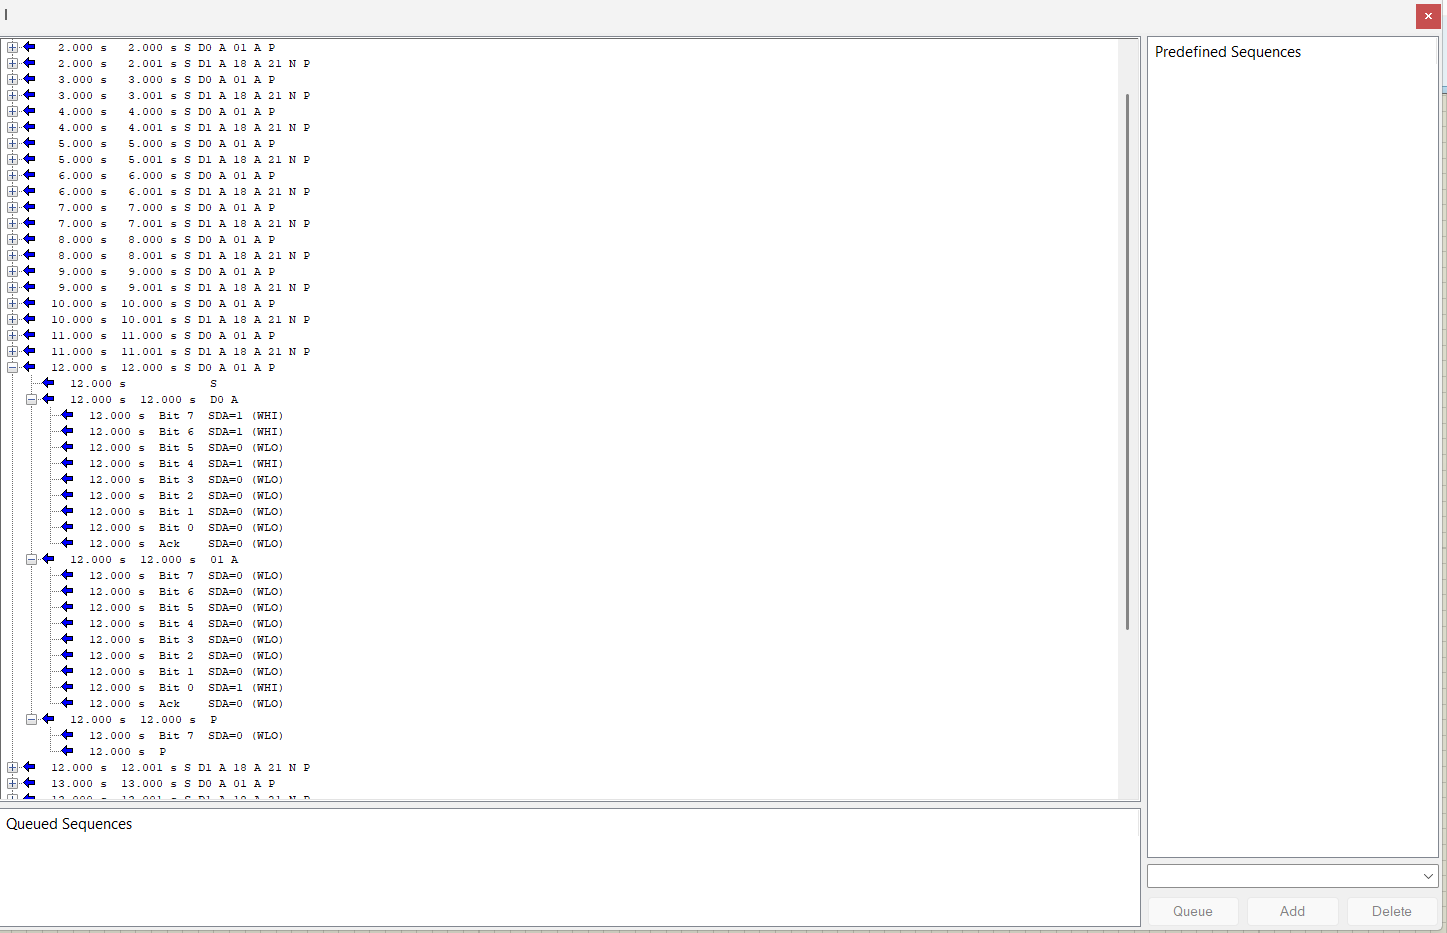 Predefined Sequences
2.000 s 2.000 s S D0 A 01 A P
2.000 s 2.001 s S D1 A 18 A 21 N P
3.000 s 3.000 s S D0 A 01 A P
3.000 s 3.001 s S D1 A 18 A 21 N P
4.000 s 4.000 s S D0 A 01 A P
4.000 s 4.001 s S D1 A 18 A 21 N P
5.000 s 5.000 s S D0 A 01 A P
5.000 s 5.001 s S D1 A 18 A 21 N P
6.000 s 6.000 s S D0 A 01 A P
6.000 s 6.001 s S D1 A 18 A 21 N P
7.000 s 7.000 s S D0 A 01 A P
7.000 s 7.001 s S D1 A 18 A 21 N P
8.000 s 8.000 s S D0 A 01 A P
8.000 s 8.001 s S D1 A 18 A 21 N P
9.000 s 9.000 s S D0 A 01 A P
9.000 s 9.001 s S D1 A 18 A 21 N P
10.000 s 10.000 s S D0 A 01 A P
10.000 s 10.001 s S D1 A 18 A 21 N P
11.000 s 11.000 s S D0 A 01 A P
11.000 s 11.001 s S D1 A 18 A 21 N P
12.000 s 12.000 s S D0 A 01 A P
12.000 s S
12.000 s 12.000 s D0 A
12.000 s Bit 7 SDA=1 (WHI)
12.000 s Bit 6 SDA=1 (WHI)
12.000 s Bit 5 SDA=0 (WLO)
12.000 s Bit 4 SDA=1 (WHI)
12.000 s Bit 3 SDA=0 (WLO)
12.000 s Bit 2 SDA=0 (WLO)
12.000 s Bit 1 SDA=0 (WLO)
12.000 s Bit 0 SDA=0 (WLO)
12.000 s Ack SDA=0 (WLO)
12.000 s 12.000 s 01 A
12.000 s Bit 7 SDA=0 (WLO)
12.000 s Bit 6 SDA=0 (WLO)
12.000 s Bit 5 SDA=0 (WLO)
12.000 s Bit 4 SDA=0 (WLO)
12.000 s Bit 3 SDA=0 (WLO)
12.000 s Bit 2 SDA=0 (WLO)
12.000 s Bit 1 SDA=0 (WLO)
12.000 s Bit 0 SDA=1 (WHI)
12.000 s Ack SDA=0 (WLO)
12.000 s 12.000 s P
12.000 s Bit 7 SDA=0 (WLO)
12.000 s P
12.000 s 12.001 s S D1 A 18 A 21 N P
13.000 s 13.000 s S D0 A 01 A P
Queued Sequences
Queue Add Delete